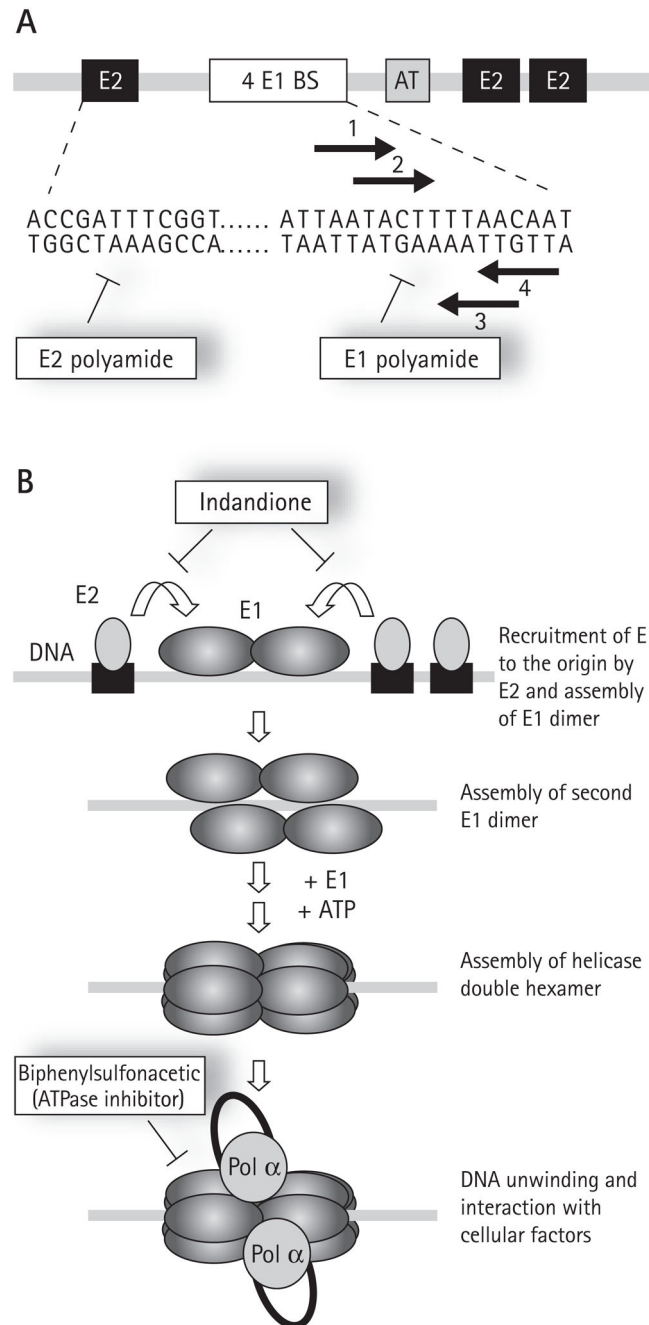 A
E2
4 E1 BS
AT
E2
E2
1
2
ACCGATTTCGGT...... ATTAATACTTTTAACAAT
TGGCTAAAGCCA...... TAATTATGAAAATTGTTA
4
3
E2 polyamide
E1 polyamide
B
Indandione
E2
E1
DNA
Recruitment of E
to the origin by
E2 and assembly
of E1 dimer
Assembly of second
E1 dimer
+ E1
+ ATP
Assembly of helicase
double hexamer
Biphenylsulfonacetic
(ATPase inhibitor)
Pol α
Pol α
DNA unwinding and
interaction with
cellular factors